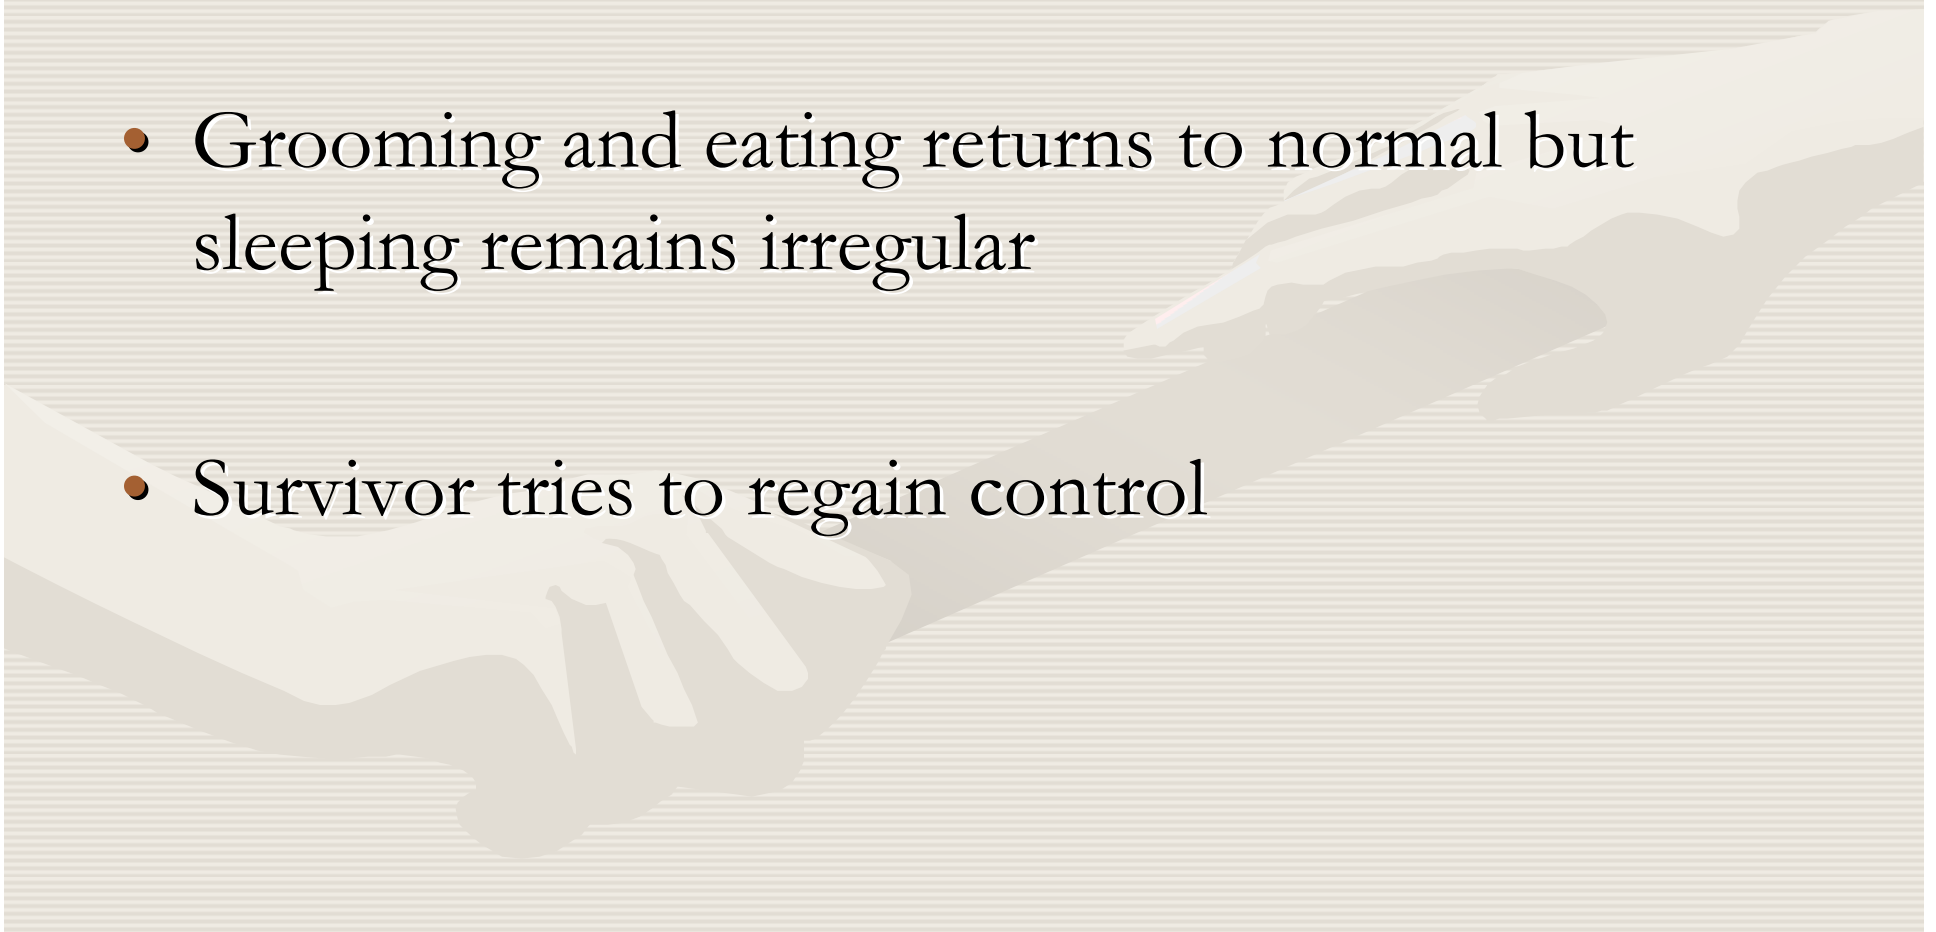 • Grooming and eating returns to normal but
sleeping remains irregular
• Survivor tries to regain control